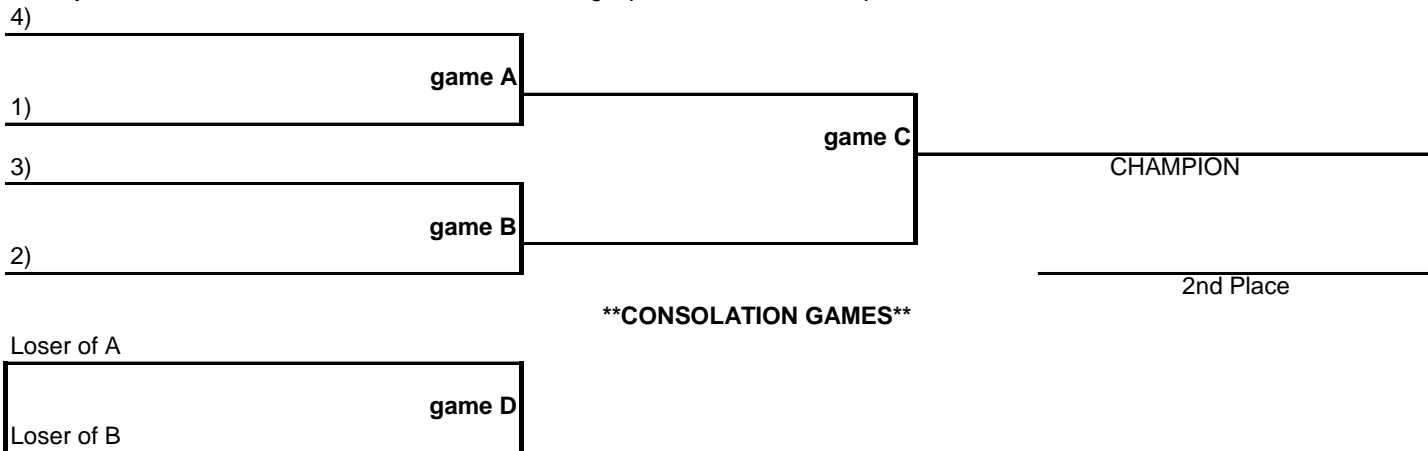 4)
game A
1)
game C
3)
CHAMPION
game B
2)
2nd Place
**CONSOLATION GAMES**
Loser of A
game D
Loser of B